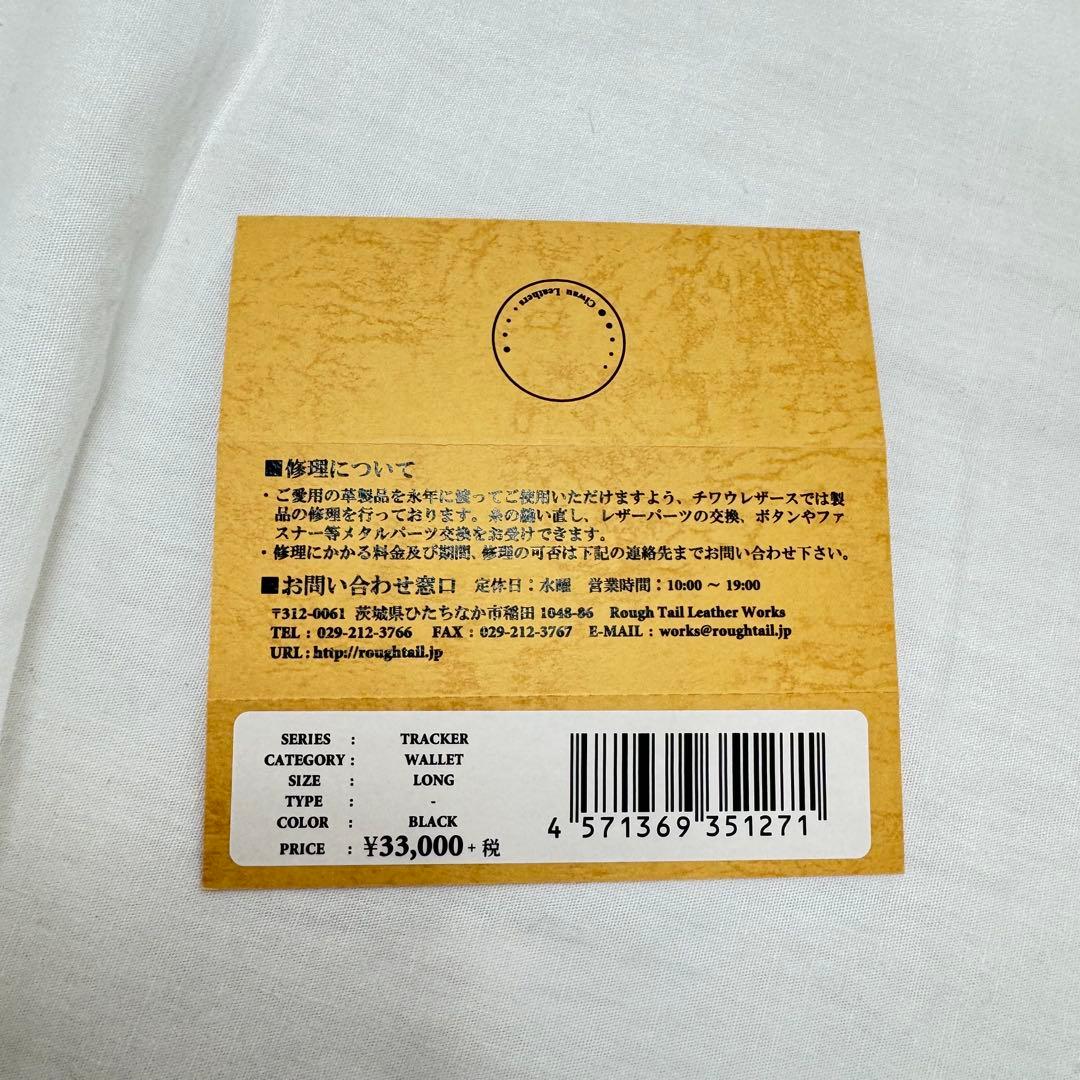 Ciwau Leathers
■修理について
・ご愛用の革製品を永年に渡ってご使用いただけますよう、チワウレザースでは製
品の修理を行っております。糸の縫い直し、レザーパーツの交換、ボタンやファ
スナー等メタルパーツ交換をお受けできます。
・修理にかかる料金及び期間、修理の可否は下記の連絡先までお問い合わせ下さい。
■お問い合わせ窓口 定休日：水曜 営業時間：10:00 ～ 19:00
〒312-0061 茨城県ひたちなか市稲田 1048-86 Rough Tail Leather Works
TEL : 029-212-3766 FAX : 029-212-3767 E-MAIL : works@roughtail.jp
URL : http://roughtail.jp
SERIES : TRACKER
CATEGORY : WALLET
SIZE : LONG
TYPE : -
COLOR : BLACK
PRICE : ¥33,000 + 税
4 571369 351271